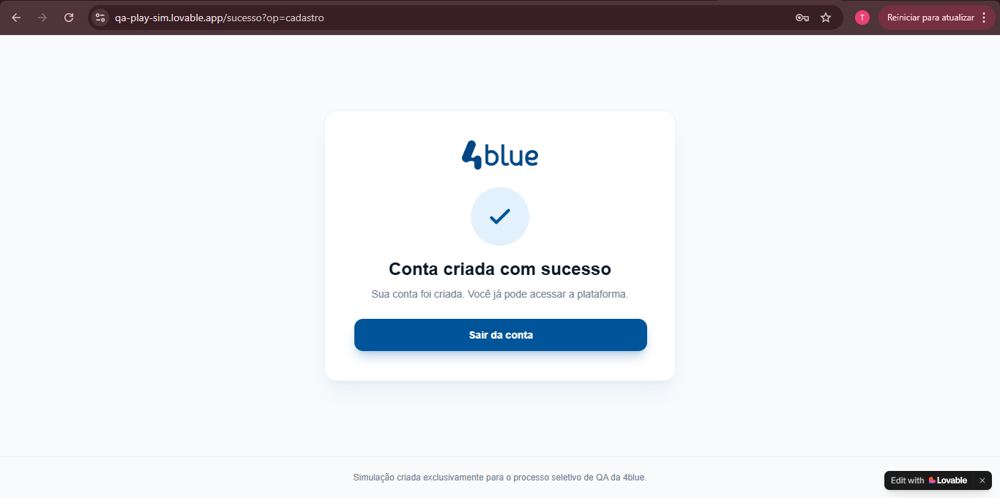 qa-play-sim.lovable.app/sucesso?op=cadastro
T
Reiniciar para atualizar
4blue
Conta criada com sucesso
Sua conta foi criada. Você já pode acessar a plataforma.
Sair da conta
Simulação criada exclusivamente para o processo seletivo de QA da 4blue.
Edit with Lovable